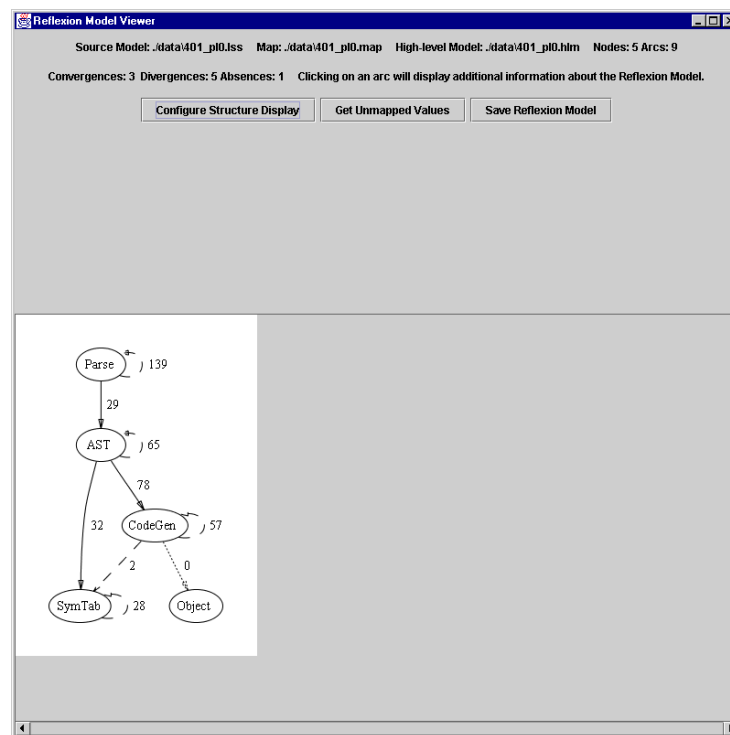 Reflexion Model Viewer
Source Model: ./data\401_pl0.lss Map: ./data\401_pl0.map High-level Model: ./data\401_pl0.hlm Nodes: 5 Arcs: 9
Convergences: 3 Divergences: 5 Absences: 1 Clicking on an arc will display additional information about the Reflexion Model.
Configure Structure Display Get Unmapped Values Save Reflexion Model
Parse 139
29
AST 65
78
32 CodeGen 57
2 0
SymTab 28 Object